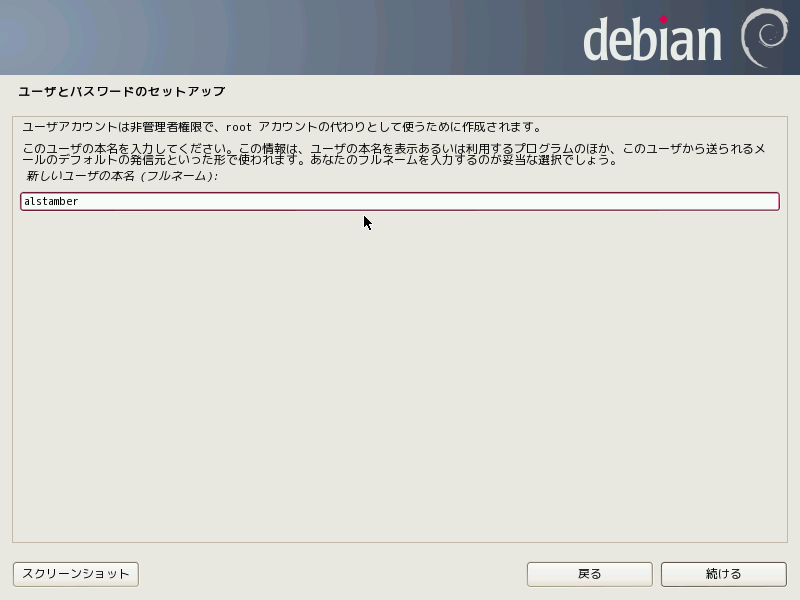 debian
ユーザとパスワードのセットアップ
ユーザアカウントは非管理者権限で、root アカウントの代わりとして使うために作成されます。
このユーザの本名を入力してください。この情報は、ユーザの本名を表示あるいは利用するプログラムのほか、このユーザから送られるメ
ールのデフォルトの発信元といった形で使われます。あなたのフルネームを入力するのが妥当な選択でしょう。
新しいユーザの本名 (フルネーム):
alstamber
スクリーンショット
戻る
続ける